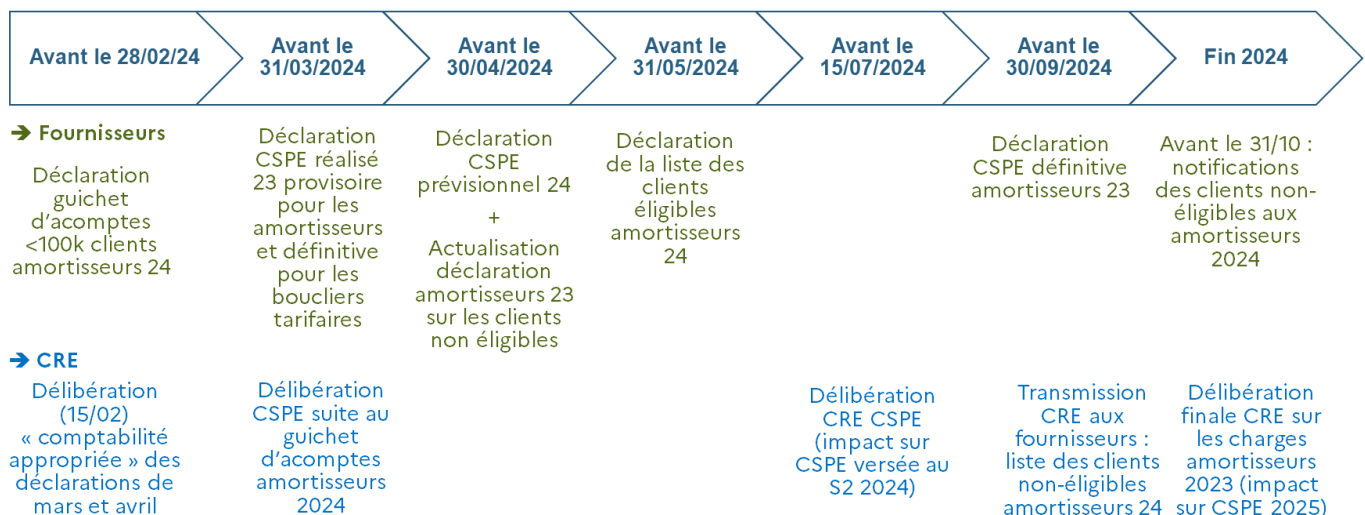 Avant le 28/02/24
Avant le
31/03/2024
Avant le
30/04/2024
Avant le
31/05/2024
Avant le
15/07/2024
Avant le
30/09/2024
Fin 2024
➔ Fournisseurs
Déclaration
guichet
d'acomptes
<100k clients
amortisseurs 24
Déclaration
CSPE réalisé
23 provisoire
pour les
amortisseurs
et définitive
pour les
boucliers
tarifaires
Déclaration
CSPE
prévisionnel 24
+
Actualisation
déclaration
amortisseurs 23
sur les clients
non éligibles
Déclaration
de la liste des
clients
éligibles
amortisseurs
24
Déclaration
CSPE définitive
amortisseurs 23
Avant le 31/10 :
notifications
des clients non-
éligibles aux
amortisseurs
2024
➔ CRE
Délibération
(15/02)
« comptabilité
appropriée » des
déclarations de
mars et avril
Délibération
CSPE suite au
guichet
d'acomptes
amortisseurs
2024
Délibération
CRE CSPE
(impact sur
CSPE versée au
S2 2024)
Transmission
CRE aux
fournisseurs :
liste des clients
non-éligibles
amortisseurs 24
Délibération
finale CRE sur
les charges
amortisseurs
2023 (impact
sur CSPE 2025)